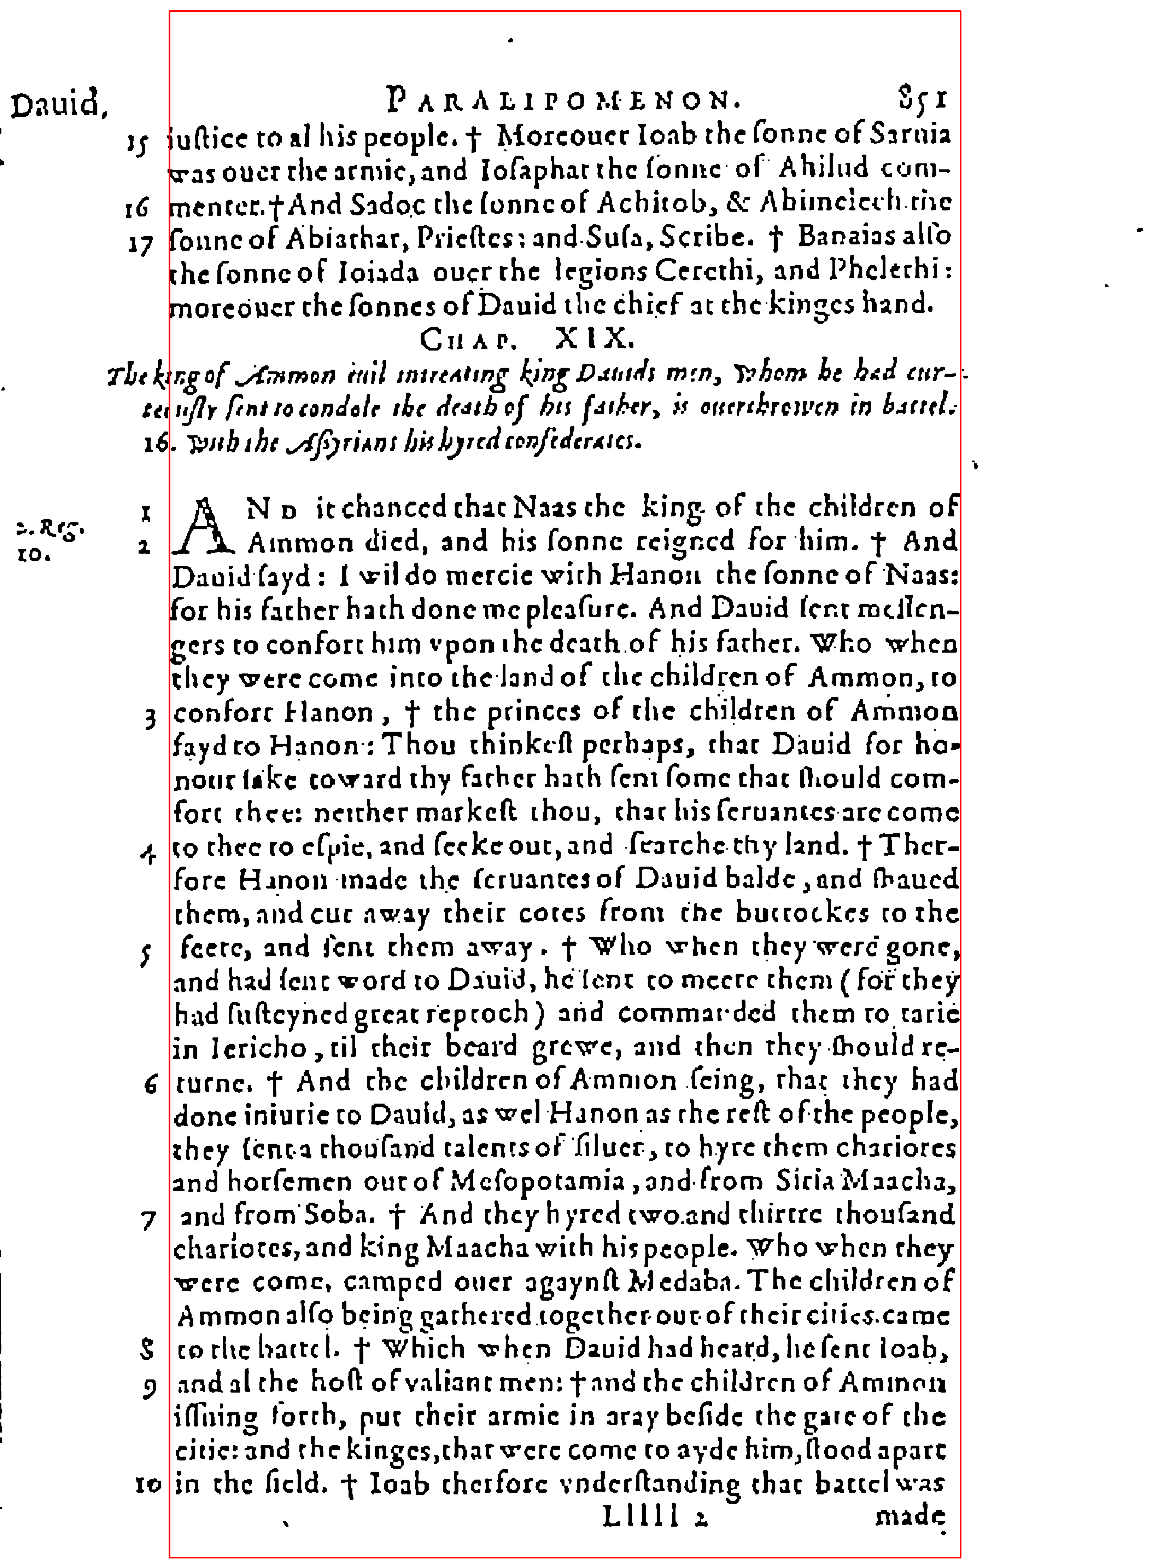 Dauid, PARALIPOMENON. 851
15 iuſtice to al his people. † Moreouer Ioab the ſonne of Saruia
was ouer the armie, and Ioſaphat the ſonne of Ahilud com-
16 menter. † And Sadoc the ſonne of Achitob, & Abimelech the
17 ſonne of Abiathar, Prieſtes: and Suſa, Scribe. † Banaias alſo
the ſonne of Ioiada ouer the legions Cerethi, and Phelethi:
moreouer the ſonnes of Dauid the chief at the kinges hand.
CHAP. XIX.
The king of Ammon euil intreating king Dauids men, whom he had cur-
teouſly ſent to condole the death of his father, is ouerthrowen in battel.
16. With the Aſſyrians his hyred confederates.
1 AND it chanced that Naas the king of the children of
2. Reg.
2 Ammon died, and his ſonne reigned for him. † And
10.
Dauid ſayd: I wil do mercie with Hanon the ſonne of Naas:
for his father hath done me pleaſure. And Dauid ſent meſſen-
gers to confort him vpon the death of his father. Who when
they were come into the land of the children of Ammon, to
3 confort Hanon, † the princes of the children of Ammon
ſayd to Hanon: Thou thinkeſt perhaps, that Dauid for ho-
nour ſake toward thy father hath ſent ſome that ſhould com-
fort thee: neither markeſt thou, that his ſeruantes are come
4 to thee to eſpie, and ſeeke out, and ſearche thy land. † Ther-
fore Hanon made the ſeruantes of Dauid balde, and ſhaued
them, and cut away their cotes from the buttockes to the
5 feete, and ſent them away. † Who when they were gone,
and had ſent word to Dauid, he ſent to meete them (for they
had ſuſteyned great reproch) and commanded them to tarie
in Iericho, til their beard grewe, and then they ſhould re-
6 turne. † And the children of Ammon ſeing, that they had
done iniurie to Dauid, as wel Hanon as the reſt of the people,
they ſent a thouſand talents of ſiluer, to hyre them chariotes
and horſemen out of Meſopotamia, and from Siria Maacha,
7 and from Soba. † And they hyred two and thirtie thouſand
chariotes, and king Maacha with his people. Who when they
were come, camped ouer agaynſt Medaba. The children of
Ammon alſo being gathered together out of their cities came
8 to the battel. † Which when Dauid had heard, he ſent Ioab,
9 and al the hoſt of valiant men: † and the children of Ammon
iſſuing forth, put their armie in aray beſide the gate of the
citie: and the kinges, that were come to ayde him, ſtood apart
10 in the field. † Ioab therfore vnderſtanding that battel was
Lllll 2 made